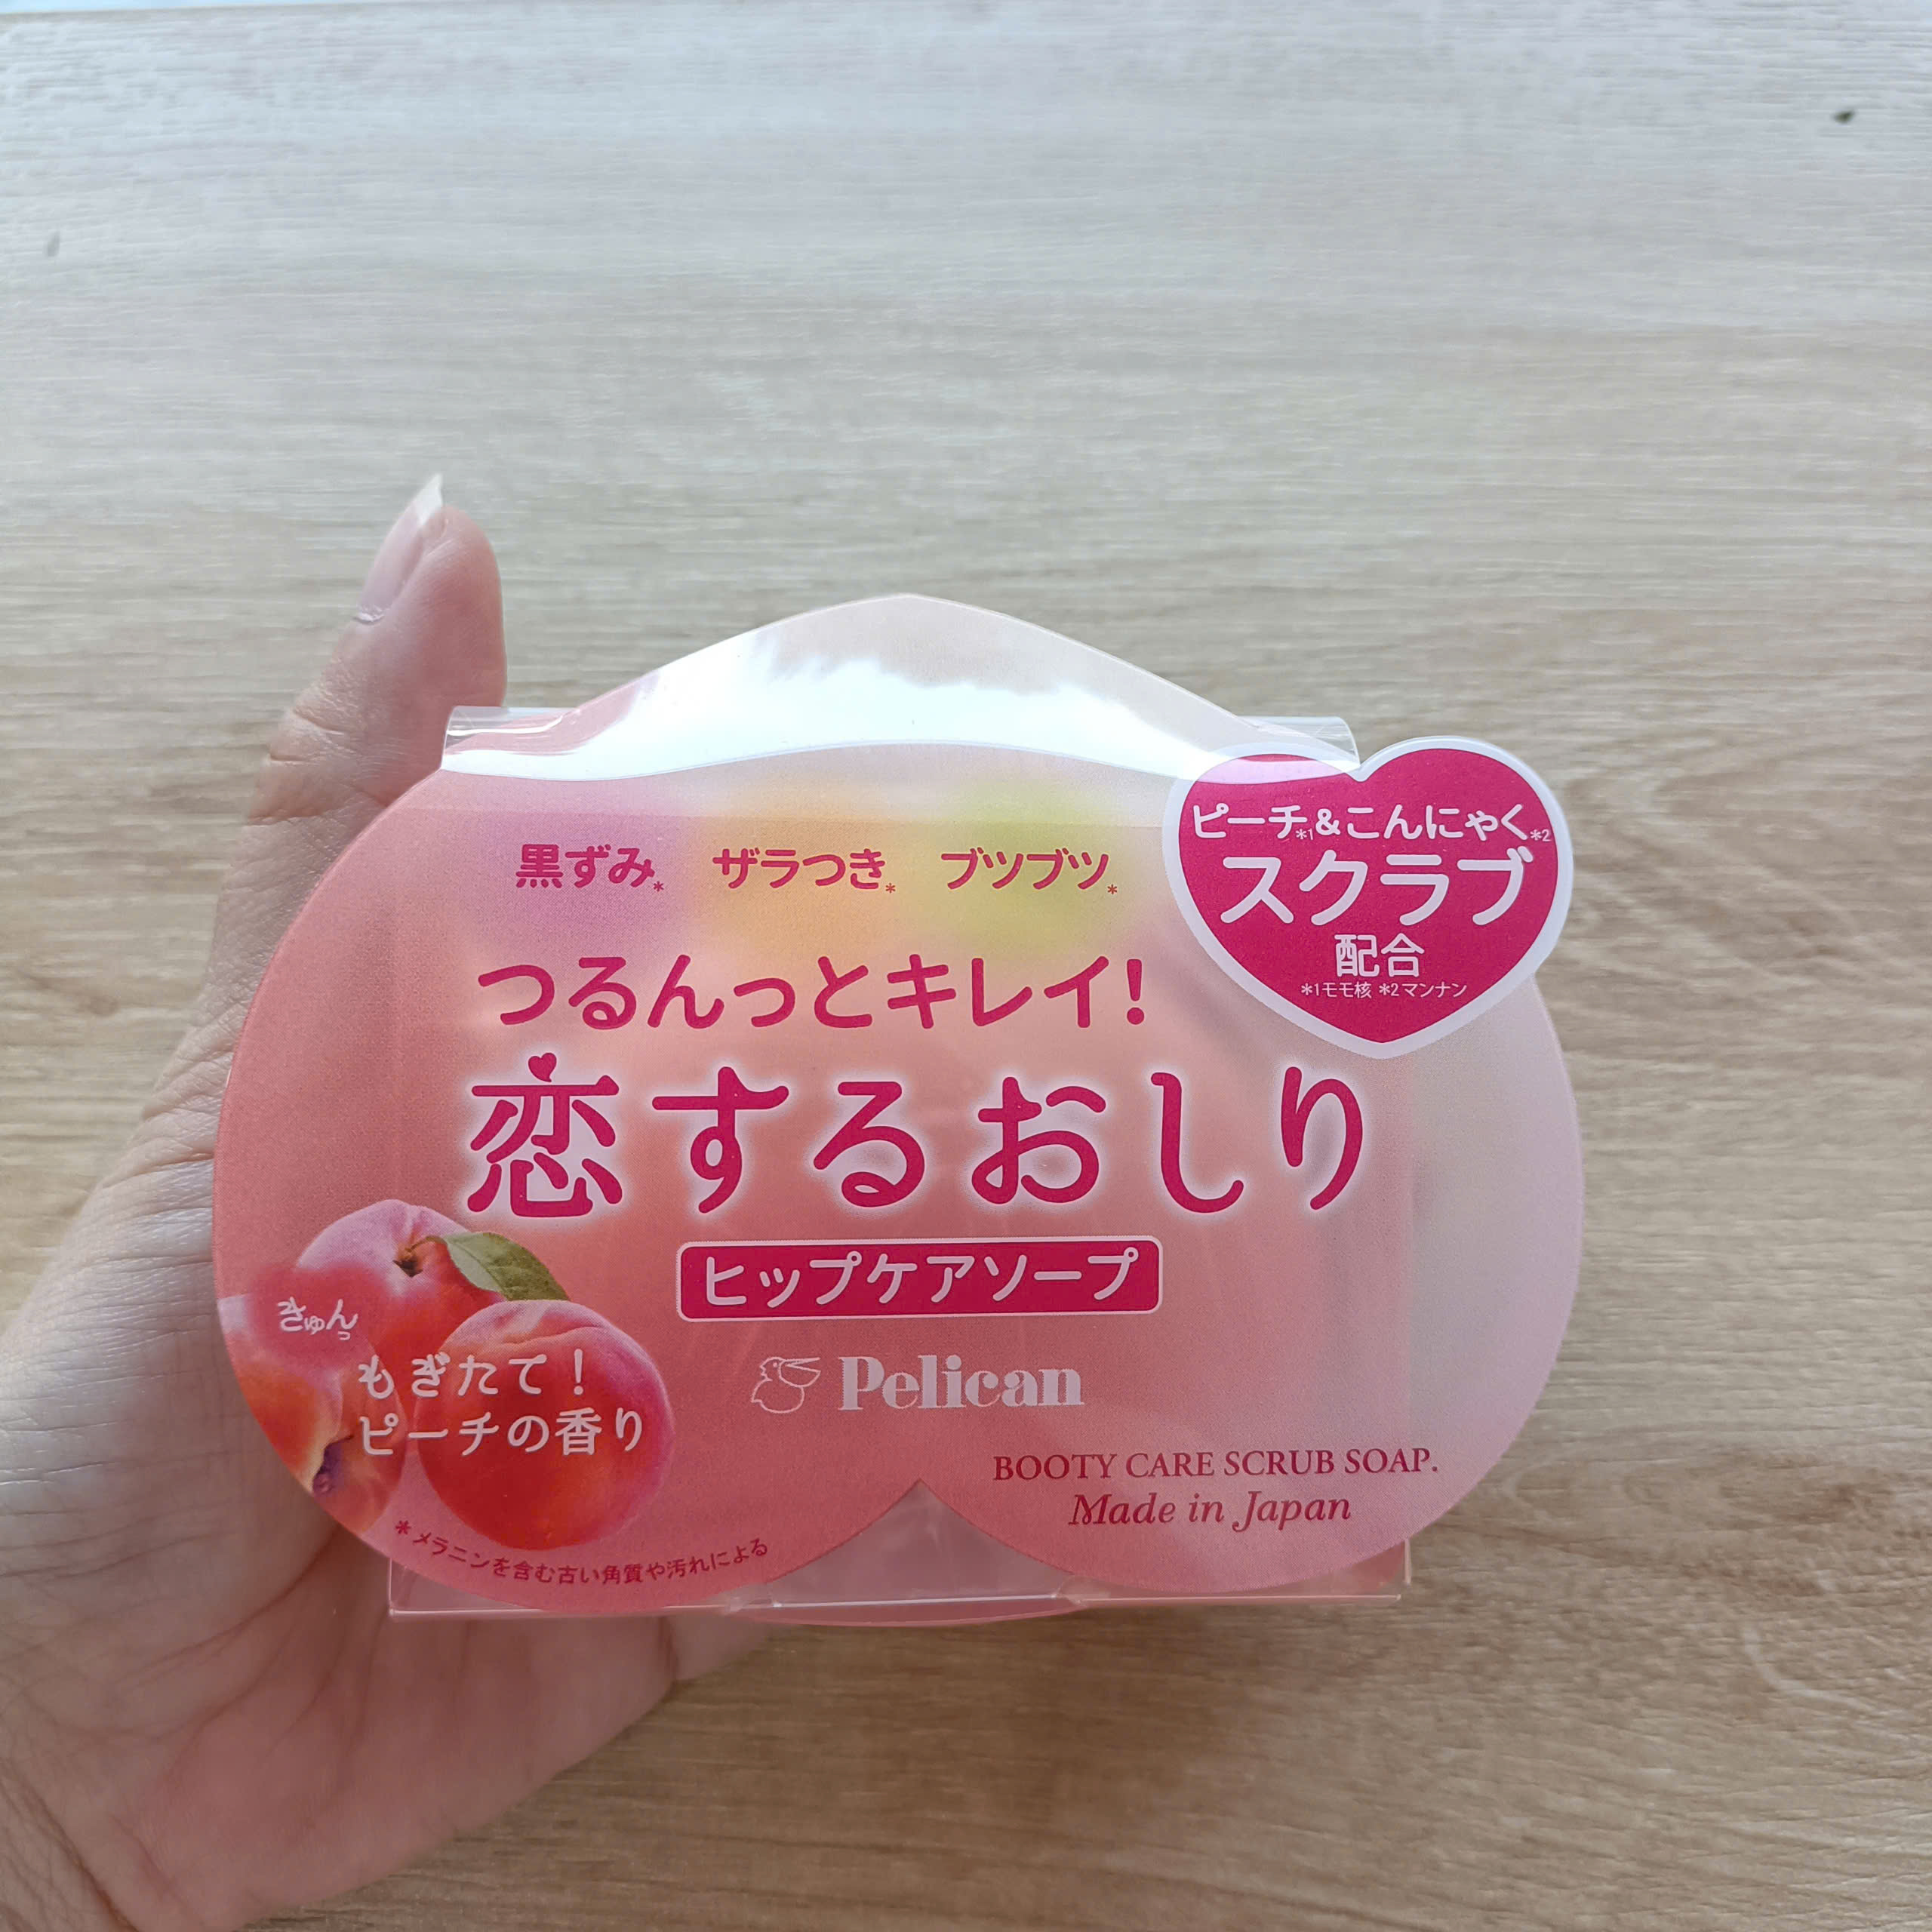 黒ずみ* ザラつき* ブツブツ*
ピーチ*1&こんにゃく*2
スクラブ
配合
*1モモ核 *2マンナン
つるんっとキレイ!
恋するおしり
ヒップケアソープ
きゅんっ
もぎたて!
ピーチの香り
Pelican
BOOTY CARE SCRUB SOAP.
Made in Japan
*メラニンを含む古い角質や汚れによる